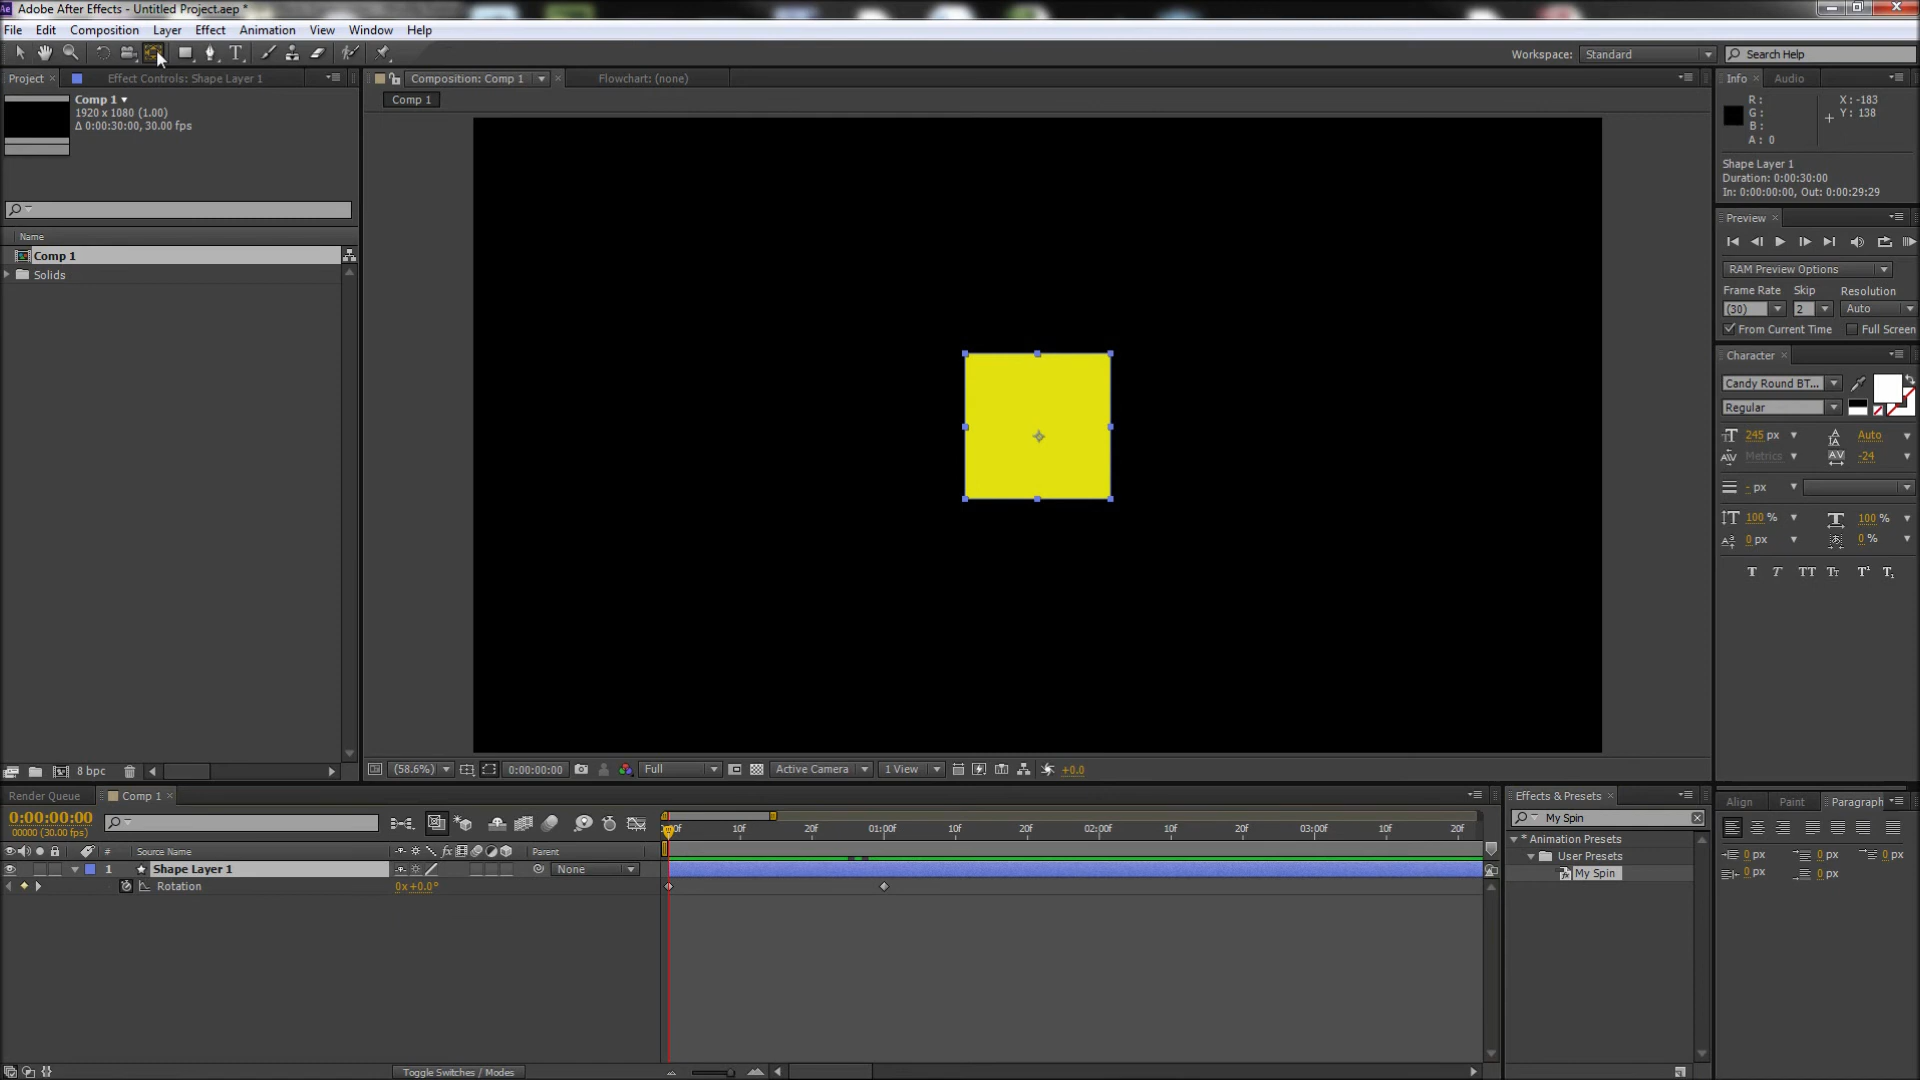 Adobe After Effects - Untitled Project.aep *
File Edit Composition Layer Effect Animation View Window Help
Workspace: Standard Search Help
Project Effect Controls: Shape Layer 1
Composition: Comp 1 Flowchart: (none)
Info Audio
Comp 1
1920 x 1080 (1.00)
Δ 0:00:30:00, 30.00 fps
Comp 1
R:
G:
B:
A: 0
X: -183
Y: 138
Shape Layer 1
Duration: 0:00:30:00
In: 0:00:00:00, Out: 0:00:29:29
Preview
Name
Comp 1
Solids
RAM Preview Options
Frame Rate Skip Resolution
(30) 2 Auto
From Current Time Full Screen
Character
Candy Round BT...
Regular
245 px Auto
Metrics -24
- px
100 % 100 %
0 px 0 %
T T TT Tr T¹ T₁
8 bpc
(58.6%) 0:00:00:00 Full Active Camera 1 View +0.0
Render Queue Comp 1
0:00:00:00
00000 (30.00 fps)
10f 20f 01:00f 10f 20f 02:00f 10f 20f 03:00f 10f 20f
# Source Name Parent
1 Shape Layer 1 None
Rotation 0x+0.0°
Toggle Switches / Modes
Effects & Presets
My Spin
* Animation Presets
User Presets
My Spin
Align Paint Paragraph
0 px 0 px 0 px
0 px 0 px